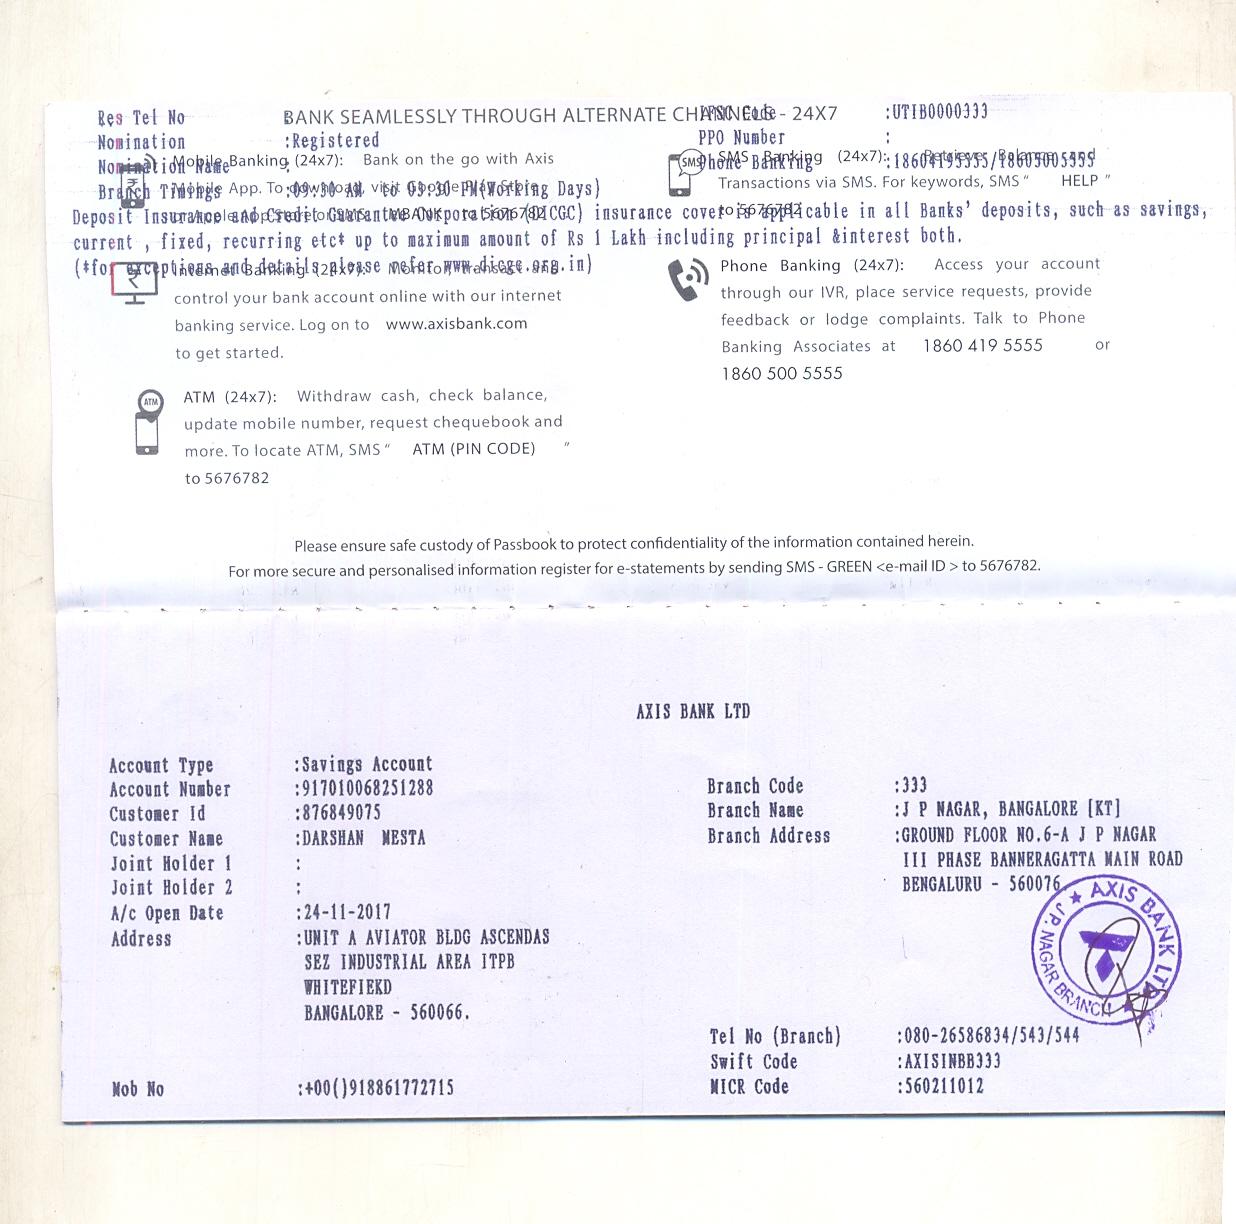 BANK SEAMLESSLY THROUGH ALTERNATE CHANNELS - 24X7
Res Tel No :
IFSC Code :UTIB0000333
Nomination :Registered
PPO Number :
Nomination Name :
Phone Banking :18604195555/18605005555
Mobile Banking (24x7): Bank on the go with Axis
Mobile App. To download, visit Google Play Store
SMS Banking (24x7): Retrieve Balance and
Transactions via SMS. For keywords, SMS “ HELP ”
to 5676782
Branch Timings :09:30 AM to 03:30 PM(Working Days)
to 5676782
Deposit Insurance and Credit Guarantee Corporation (DICGC) insurance cover is applicable in all Banks' deposits, such as savings,
current , fixed, recurring etc* up to maximum amount of Rs 1 Lakh including principal &interest both.
(*for exceptions and details please refer www.dicgc.org.in)
Internet Banking (24x7): Monitor, transact and
control your bank account online with our internet
banking service. Log on to www.axisbank.com
to get started.
Phone Banking (24x7): Access your account
through our IVR, place service requests, provide
feedback or lodge complaints. Talk to Phone
Banking Associates at 1860 419 5555 or
1860 500 5555
ATM
ATM (24x7): Withdraw cash, check balance,
update mobile number, request chequebook and
more. To locate ATM, SMS “ ATM (PIN CODE) ”
to 5676782
SMS
Please ensure safe custody of Passbook to protect confidentiality of the information contained herein.
For more secure and personalised information register for e-statements by sending SMS - GREEN <e-mail ID > to 5676782.
AXIS BANK LTD
Account Type :Savings Account
Account Number :917010068251288
Customer Id :876849075
Customer Name :DARSHAN MESTA
Joint Holder 1 :
Joint Holder 2 :
A/c Open Date :24-11-2017
Address :UNIT A AVIATOR BLDG ASCENDAS
SEZ INDUSTRIAL AREA ITPB
WHITEFIEKD
BANGALORE - 560066.
Mob No :+00()918861772715
Branch Code :333
Branch Name :J P NAGAR, BANGALORE [KT]
Branch Address :GROUND FLOOR NO.6-A J P NAGAR
III PHASE BANNERAGATTA MAIN ROAD
BENGALURU - 560076
AXIS BANK LTD.
J.P. NAGAR BRANCH
Tel No (Branch) :080-26586834/543/544
Swift Code :AXISINBB333
MICR Code :560211012